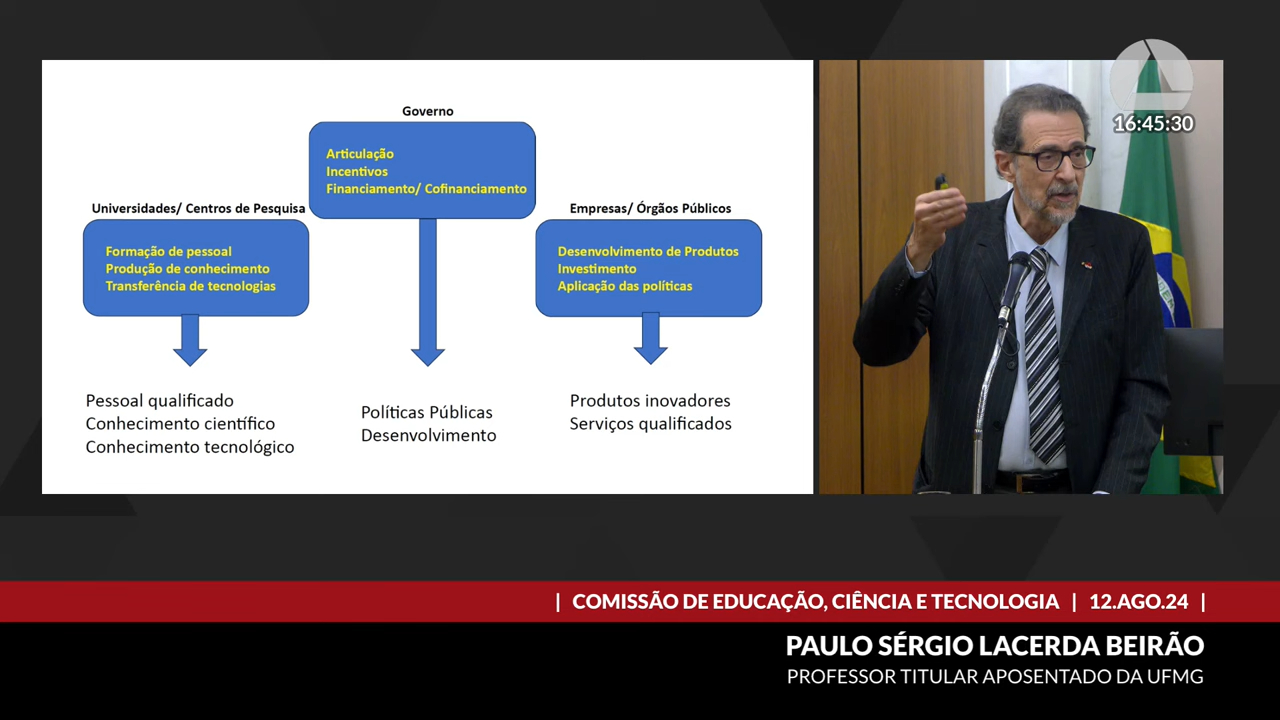 Governo
Articulação
Incentivos
Financiamento/ Cofinanciamento
Universidades/ Centros de Pesquisa
Formação de pessoal
Produção de conhecimento
Transferência de tecnologias
Empresas/ Órgãos Públicos
Desenvolvimento de Produtos
Investimento
Aplicação das políticas
Pessoal qualificado
Conhecimento científico
Conhecimento tecnológico
Políticas Públicas
Desenvolvimento
Produtos inovadores
Serviços qualificados
16:45:30
| COMISSÃO DE EDUCAÇÃO, CIÊNCIA E TECNOLOGIA | 12.AGO.24 |
PAULO SÉRGIO LACERDA BEIRÃO
PROFESSOR TITULAR APOSENTADO DA UFMG